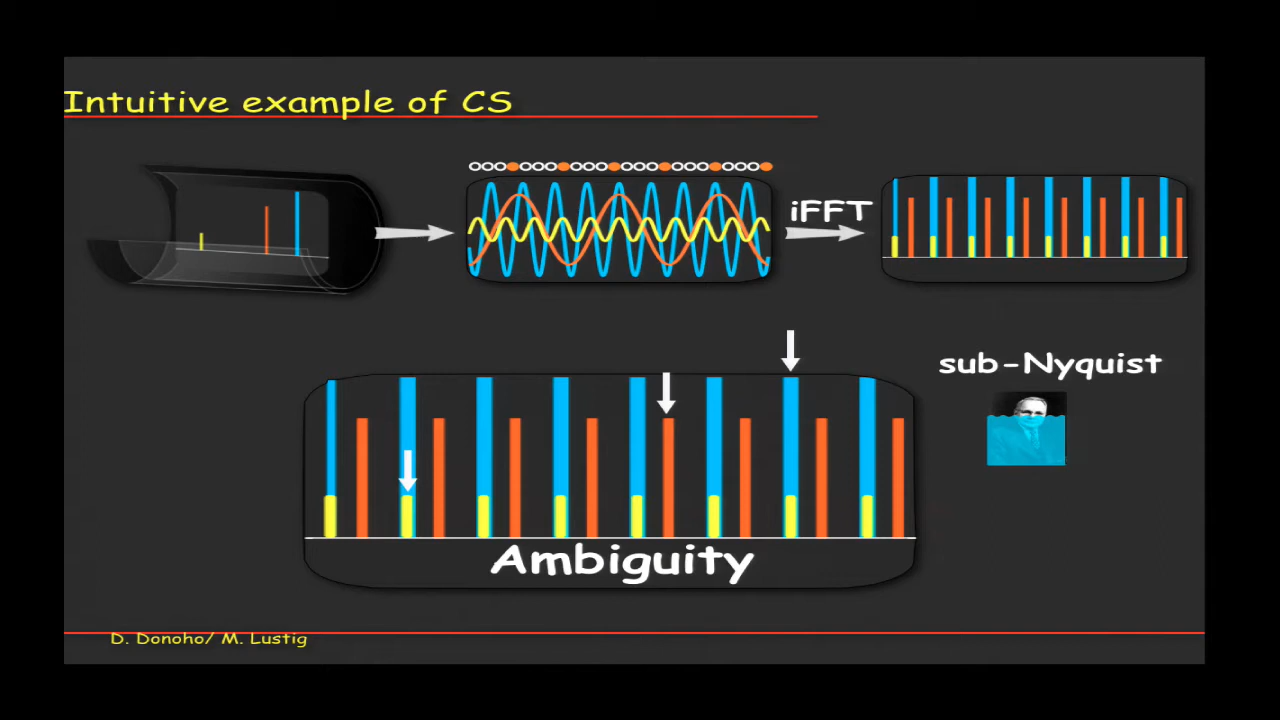 Intuitive example of CS
iFFT
sub-Nyquist
Ambiguity
D. Donoho/ M. Lustig